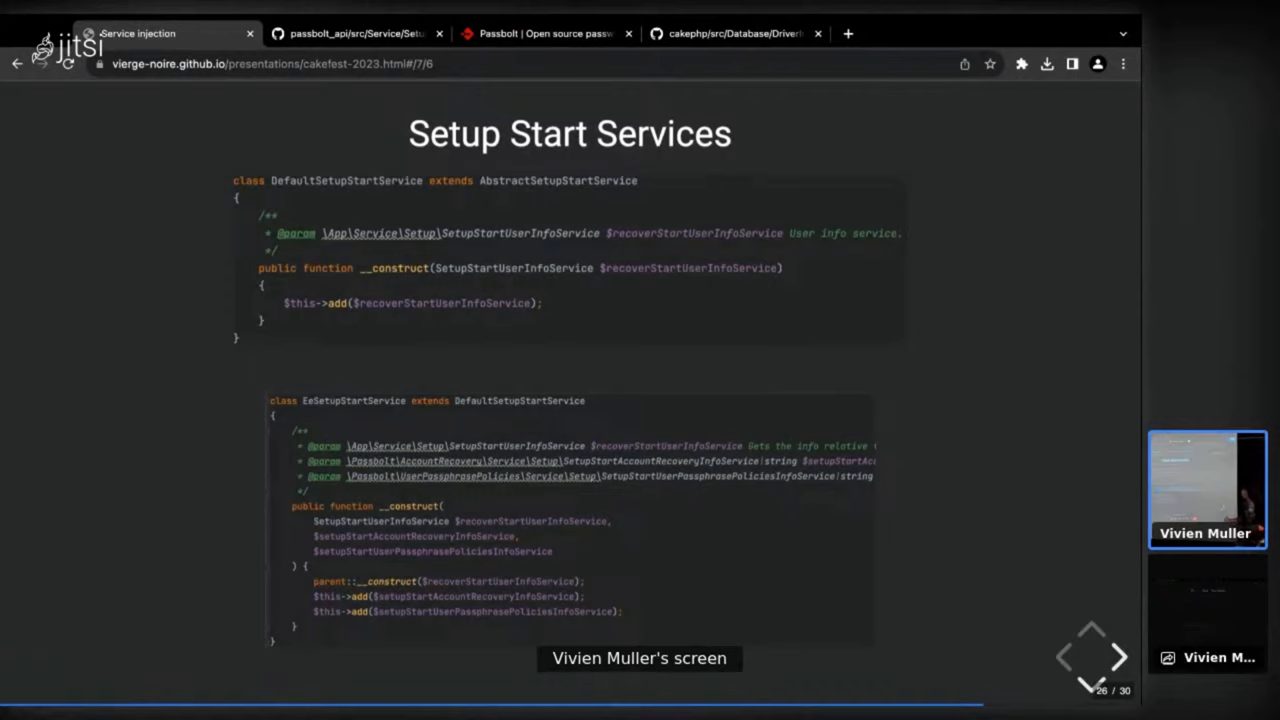 Service injection
passbolt_api/src/Service/Setu
Passbolt | Open source passw
cakephp/src/Database/Driver
jitsi
vierge-noire.github.io/presentations/cakefest-2023.html#/7/6
Setup Start Services
class DefaultSetupStartService extends AbstractSetupStartService
{
/**
* @param \App\Service\Setup\SetupStartUserInfoService $recoverStartUserInfoService User info service.
*/
public function __construct(SetupStartUserInfoService $recoverStartUserInfoService)
{
$this->add($recoverStartUserInfoService);
}
}
class EeSetupStartService extends DefaultSetupStartService
{
/**
* @param \App\Service\Setup\SetupStartUserInfoService $recoverStartUserInfoService Gets the info relative
* @param \Passbolt\AccountRecovery\Service\Setup\SetupStartAccountRecoveryInfoService|string $setupStartAcc
* @param \Passbolt\UserPassphrasePolicies\Service\Setup\SetupStartUserPassphrasePoliciesInfoService|string
*/
public function __construct(
SetupStartUserInfoService $recoverStartUserInfoService,
$setupStartAccountRecoveryInfoService,
$setupStartUserPassphrasePoliciesInfoService
) {
parent::__construct($recoverStartUserInfoService);
$this->add($setupStartAccountRecoveryInfoService);
$this->add($setupStartUserPassphrasePoliciesInfoService);
}
}
Vivien Muller's screen
26 / 30
Vivien Muller
Vivien M...